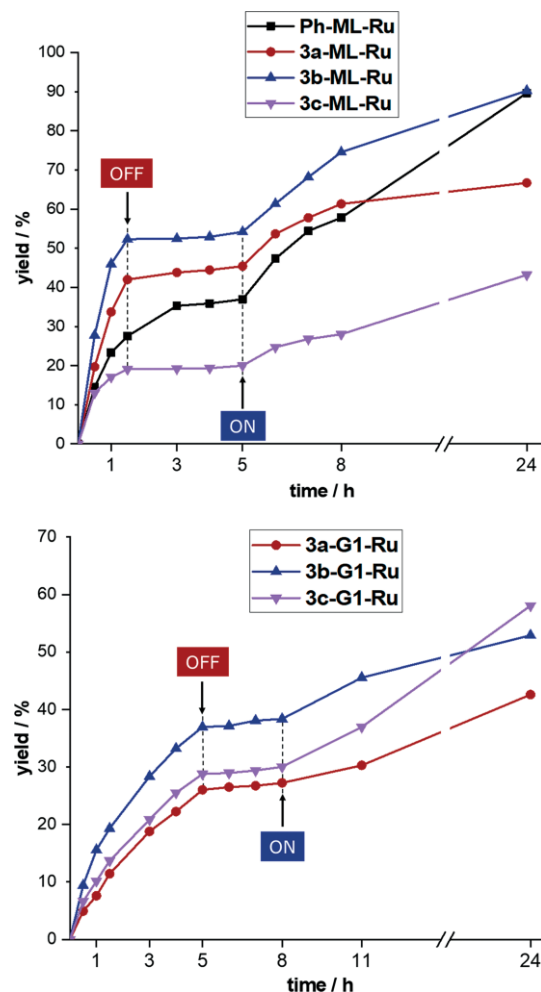 Ph-ML-Ru
3a-ML-Ru
3b-ML-Ru
3c-ML-Ru
100
90
80
70
60
50
40
30
20
10
0
yield / %
OFF
ON
1
3
5
8
24
time / h
3a-G1-Ru
3b-G1-Ru
3c-G1-Ru
70
60
50
40
30
20
10
0
yield / %
OFF
ON
1
3
5
8
11
24
time / h